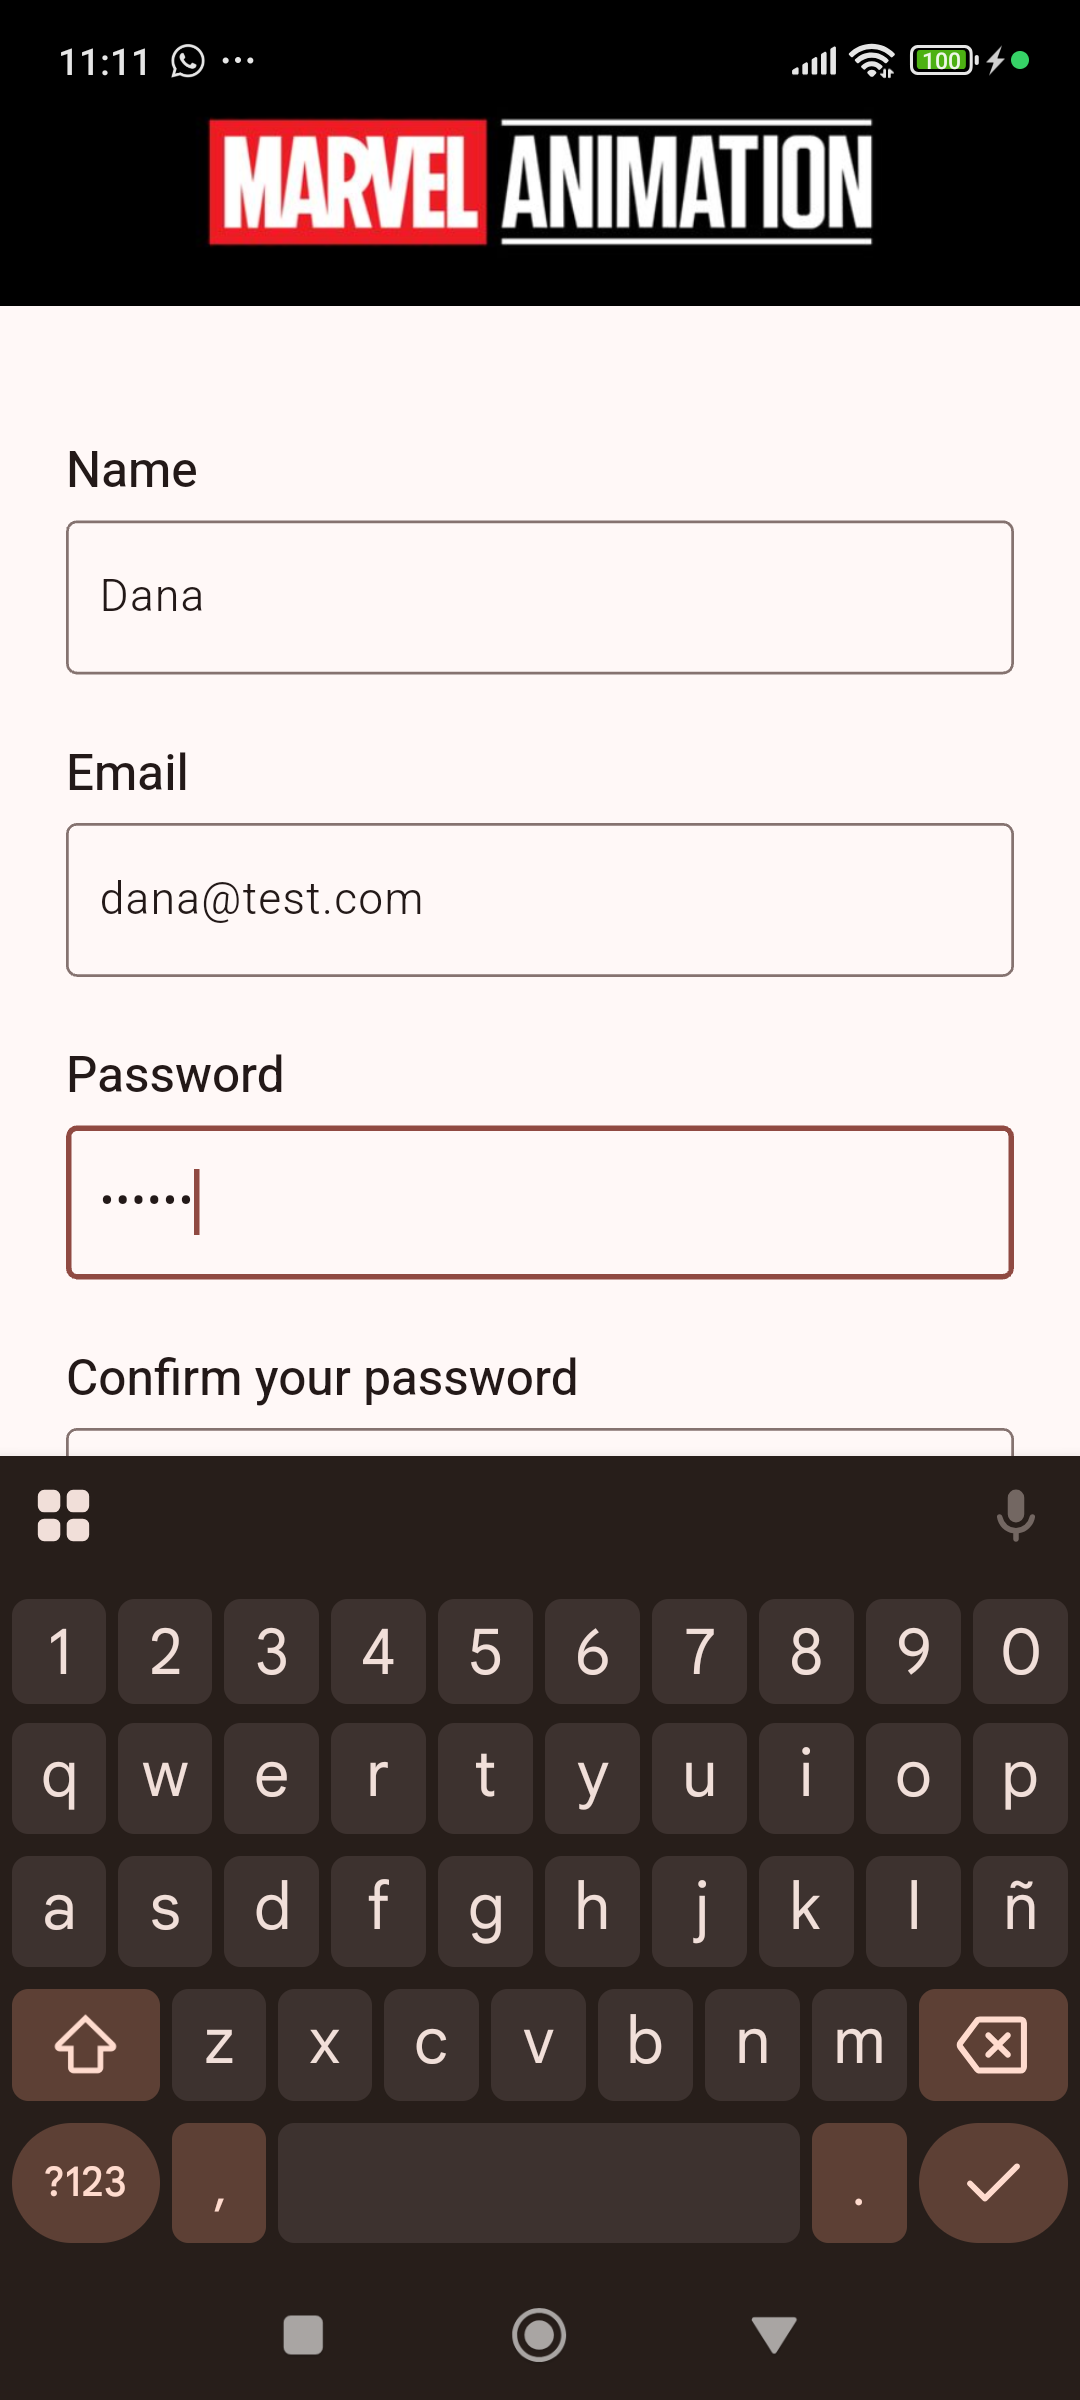 11:11
100
MARVEL ANIMATION
Name
Dana
Email
dana@test.com
Password
••••••
Confirm your password
1 2 3 4 5 6 7 8 9 0
q w e r t y u i o p
a s d f g h j k l ñ
z x c v b n m
?123 , .